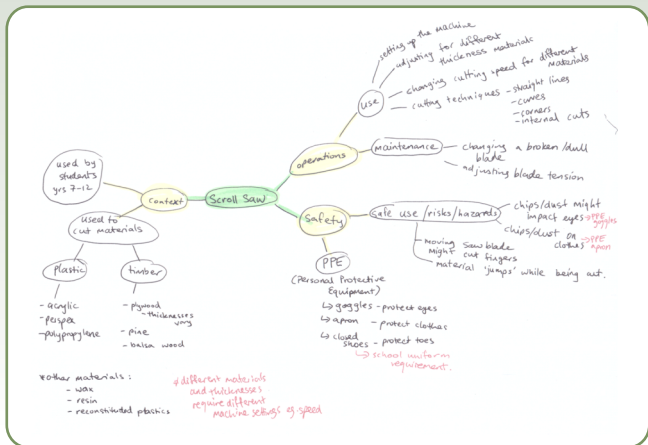 setting up the machine
adjusting for different
thickness materials
changing cutting speed for different
materials
use
cutting techniques - straight lines
- curves
- corners
- internal cuts
operations
maintenance
changing a broken/dull
blade
adjusting blade tension
used by
students
yrs 7-12
context
Scroll Saw
used to
cut materials
plastic
timber
- acrylic
- perspex
- polypropylene
- plywood
- thicknesses
vary
- pine
- balsa wood
Safety
safe use/risks/hazards
chips/dust might
impact eyes → PPE
goggles
chips/dust on
clothes → PPE
apron
moving saw blade
might cut fingers
material 'jumps' while being cut.
PPE
(Personal Protective
Equipment)
↳ goggles - protect eyes
↳ apron - protect clothes
↳ closed
shoes - protect toes
↳ school uniform
requirement.
*other materials:
- wax
- resin
- reconstituted plastics
*different materials
and thicknesses
require different
machine settings eg. speed